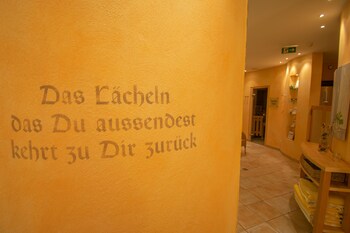 Das Lächeln
das Du aussendest
kehrt zu Dir zurück